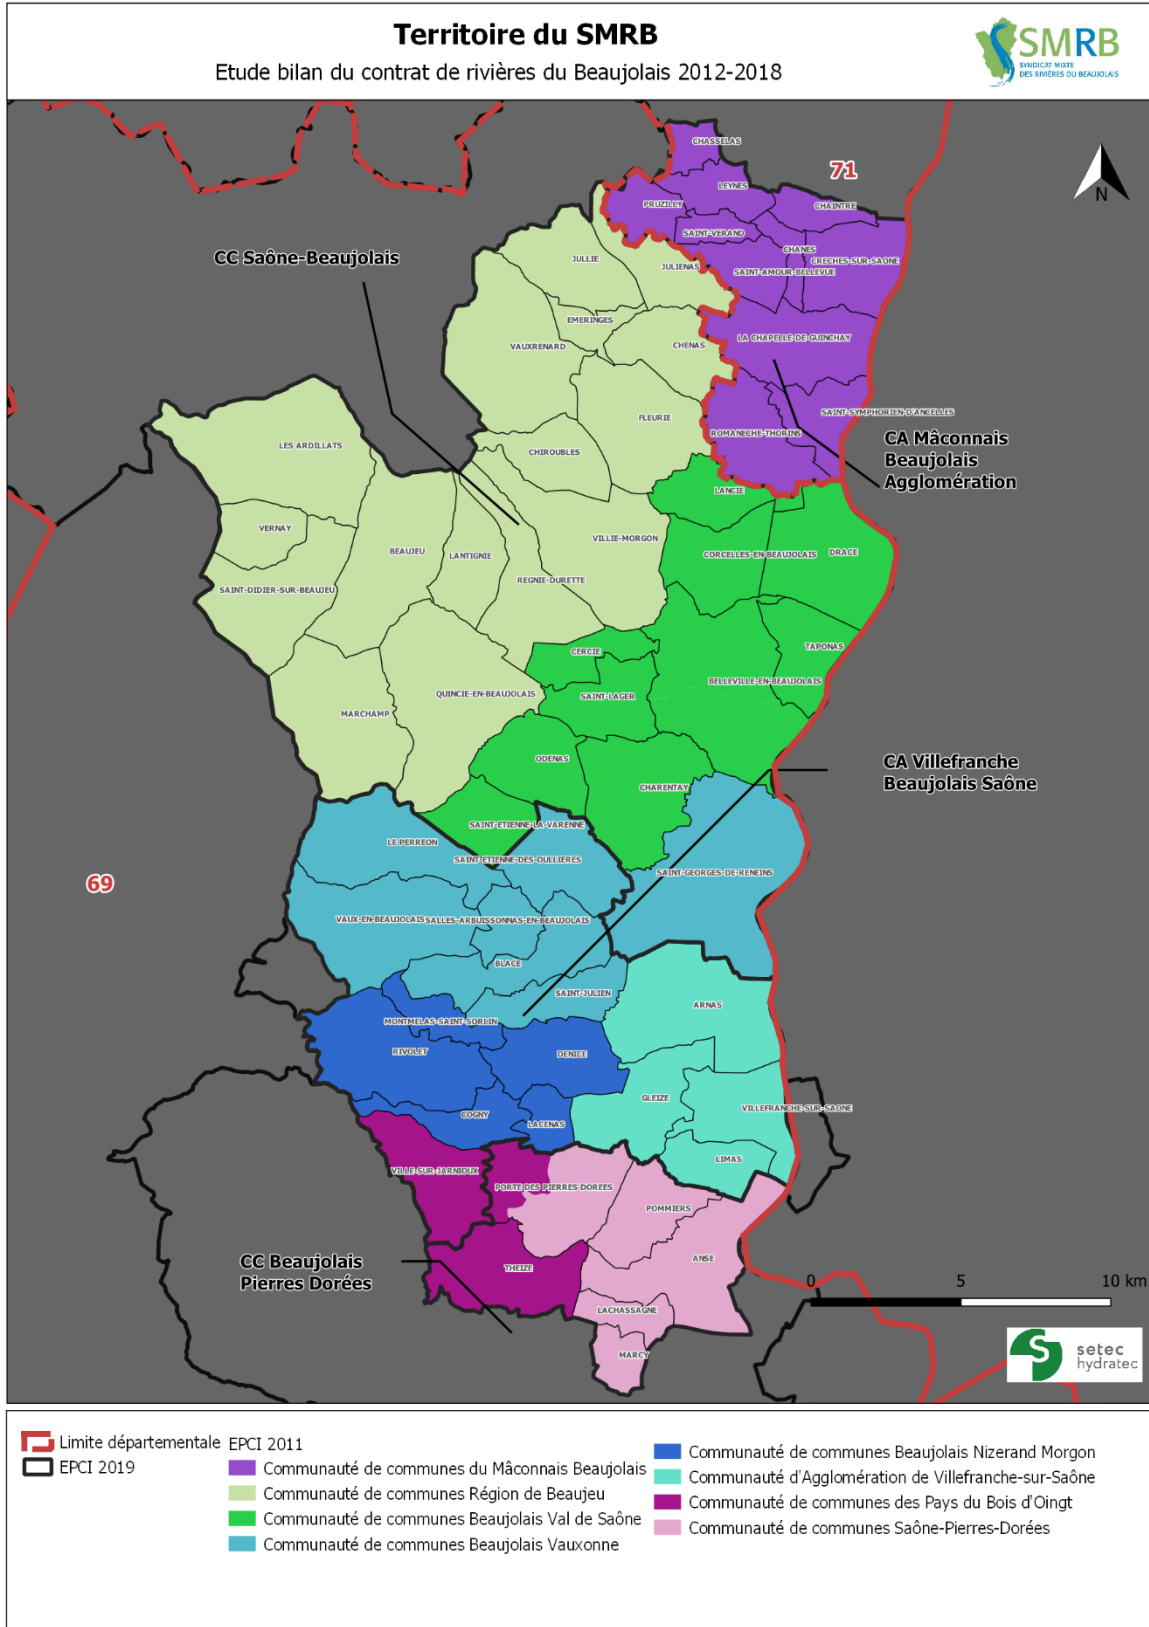 Territoire du SMRB
Etude bilan du contrat de rivières du Beaujolais 2012-2018
SMRB
SYNDICAT MIXTE
DES RIVIÈRES DU BEAUJOLAIS
CHASSELAS
71
LEYNES
N
PRUZILLY
CHAINTRE
SAINT-VERAND
CHANES
CC Saône-Beaujolais
JULLIE
CRECHES-SUR-SAONE
JULIENAS
SAINT-AMOUR-BELLEVUE
EMERINGES
LA CHAPELLE-DE-GUINCHAY
VAUXRENARD
CHENAS
SAINT-SYMPHORIEN-D'ANCELLES
FLEURIE
ROMANECHE-THORINS
CA Mâconnais
Beaujolais
Agglomération
LES ARDILLATS
CHIROUBLES
LANCIE
VERNAY
VILLIE-MORGON
BEAUJEU
LANTIGNIE
CORCELLES-EN-BEAUJOLAIS
DRACE
REGNIE-DURETTE
SAINT-DIDIER-SUR-BEAUJEU
TAPONAS
CERCIE
BELLEVILLE-EN-BEAUJOLAIS
QUINCIE-EN-BEAUJOLAIS
SAINT-LAGER
MARCHAMP
ODENAS
CA Villefranche
Beaujolais Saône
CHARENTAY
SAINT-ETIENNE-LA-VARENNE
LE PERREON
SAINT-ETIENNE-DES-OULLIERES
SAINT-GEORGES-DE-RENEINS
69
VAUX-EN-BEAUJOLAIS
SALLES-ARBUISSONNAS-EN-BEAUJOLAIS
BLACE
SAINT-JULIEN
ARNAS
MONTMELAS-SAINT-SORLIN
RIVOLET
DENICE
GLEIZE
VILLEFRANCHE-SUR-SAONE
COGNY
LACENAS
LIMAS
VILLE-SUR-JARNIOUX
PORTE DES PIERRES DOREES
POMMIERS
CC Beaujolais
Pierres Dorées
THEIZE
ANSE
0 5 10 km
LACHASSAGNE
MARCY
setec
hydratec
Limite départementale
EPCI 2019
EPCI 2011
Communauté de communes du Mâconnais Beaujolais
Communauté de communes Région de Beaujeu
Communauté de communes Beaujolais Val de Saône
Communauté de communes Beaujolais Vauxonne
Communauté de communes Beaujolais Nizerand Morgon
Communauté d'Agglomération de Villefranche-sur-Saône
Communauté de communes des Pays du Bois d'Oingt
Communauté de communes Saône-Pierres-Dorées